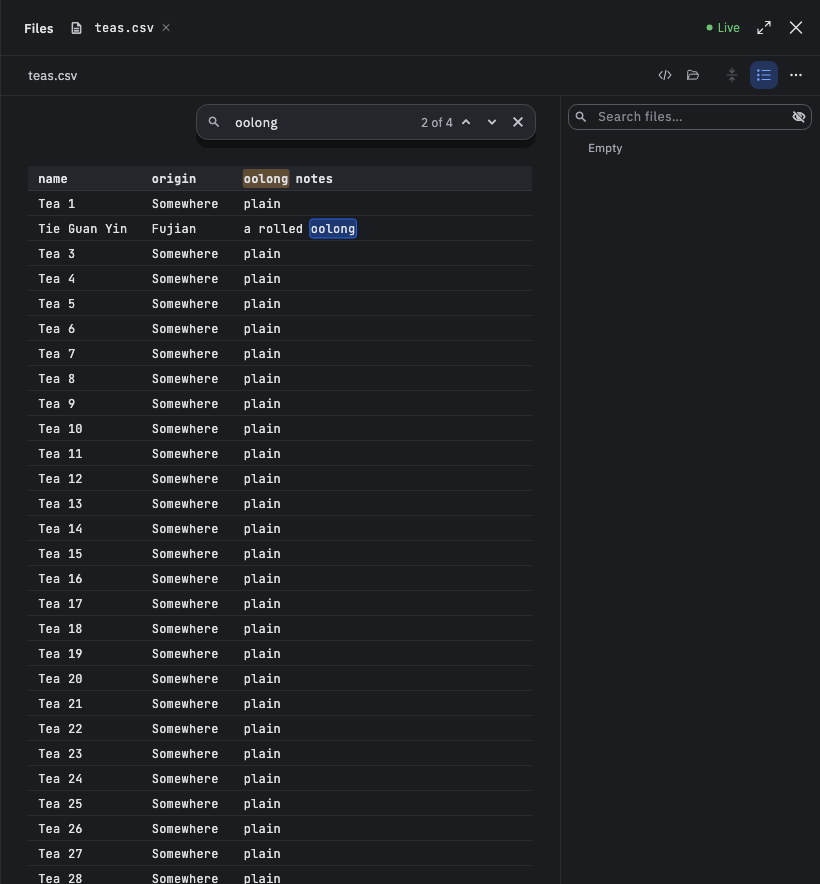 Files teas.csv Live
teas.csv
oolong 2 of 4
Search files...
Empty
name origin oolong notes
Tea 1 Somewhere plain
Tie Guan Yin Fujian a rolled oolong
Tea 3 Somewhere plain
Tea 4 Somewhere plain
Tea 5 Somewhere plain
Tea 6 Somewhere plain
Tea 7 Somewhere plain
Tea 8 Somewhere plain
Tea 9 Somewhere plain
Tea 10 Somewhere plain
Tea 11 Somewhere plain
Tea 12 Somewhere plain
Tea 13 Somewhere plain
Tea 14 Somewhere plain
Tea 15 Somewhere plain
Tea 16 Somewhere plain
Tea 17 Somewhere plain
Tea 18 Somewhere plain
Tea 19 Somewhere plain
Tea 20 Somewhere plain
Tea 21 Somewhere plain
Tea 22 Somewhere plain
Tea 23 Somewhere plain
Tea 24 Somewhere plain
Tea 25 Somewhere plain
Tea 26 Somewhere plain
Tea 27 Somewhere plain
Tea 28 Somewhere plain